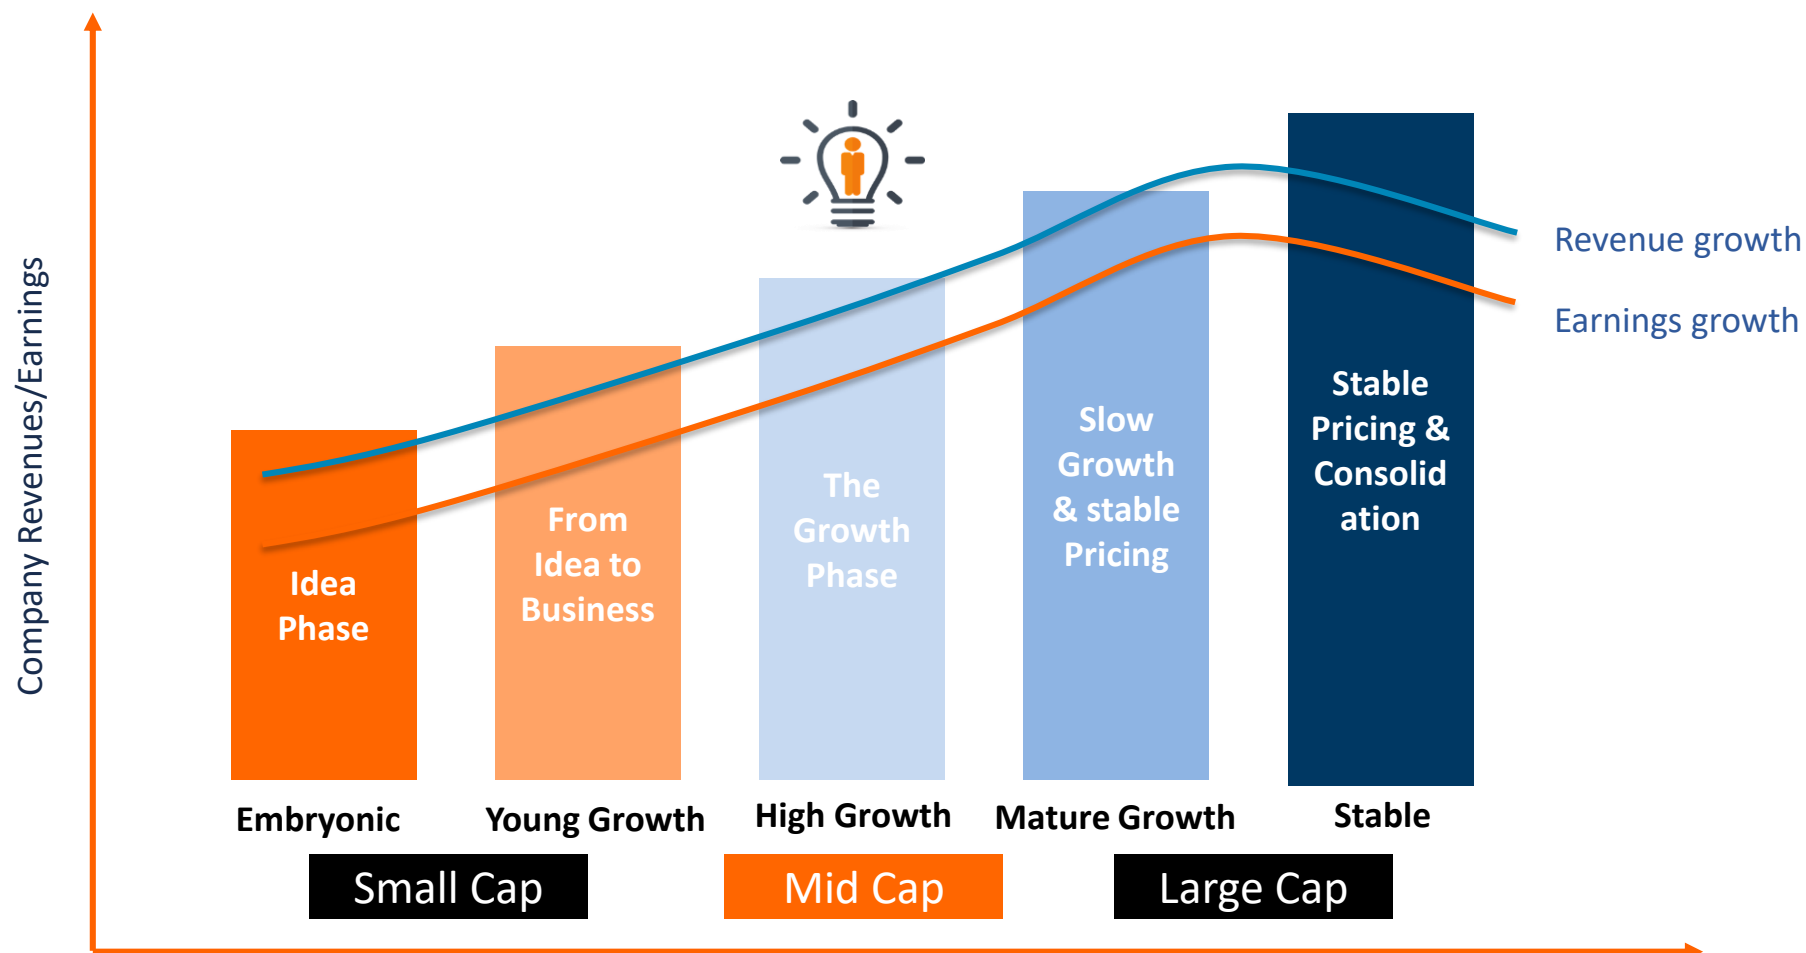 Company Revenues/Earnings
Revenue growth
Earnings growth
Idea
Phase
From
Idea to
Business
The
Growth
Phase
Slow
Growth
& stable
Pricing
Stable
Pricing &
Consolid
ation
Embryonic
Young Growth
High Growth
Mature Growth
Stable
Small Cap
Mid Cap
Large Cap